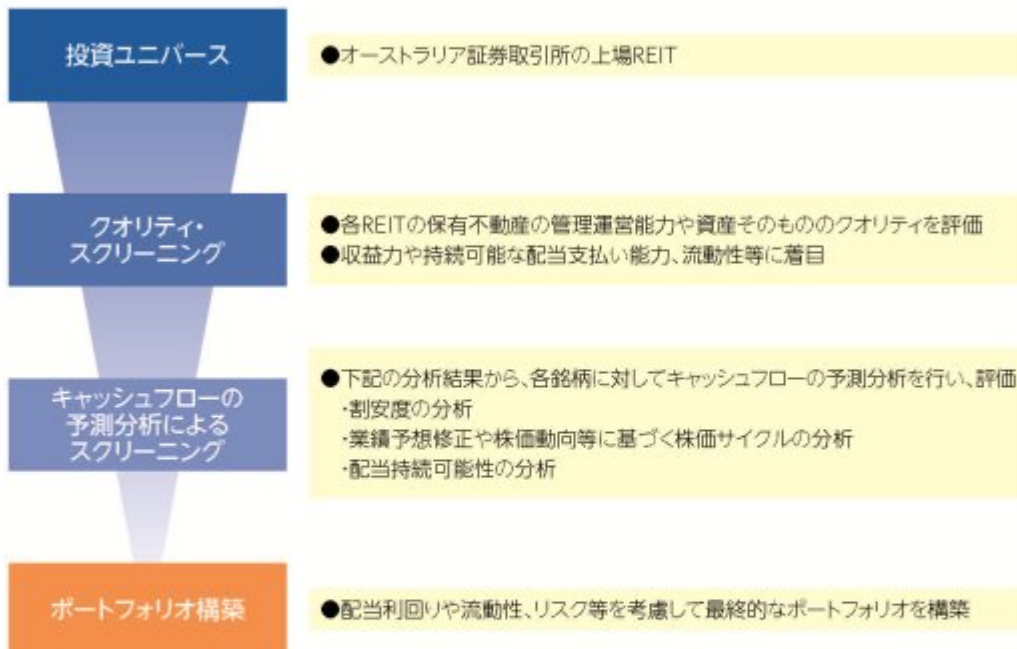 投資ユニバース
●オーストラリア証券取引所の上場REIT
クオリティ・
スクリーニング
●各REITの保有不動産の管理運営能力や資産そのもののクオリティを評価
●収益力や持続可能な配当支払い能力、流動性等に着目
キャッシュフローの
予測分析による
スクリーニング
●下記の分析結果から、各銘柄に対してキャッシュフローの予測分析を行い、評価
・割安度の分析
・業績予想修正や株価動向等に基づく株価サイクルの分析
・配当持続可能性の分析
ポートフォリオ構築
●配当利回りや流動性、リスク等を考慮して最終的なポートフォリオを構築